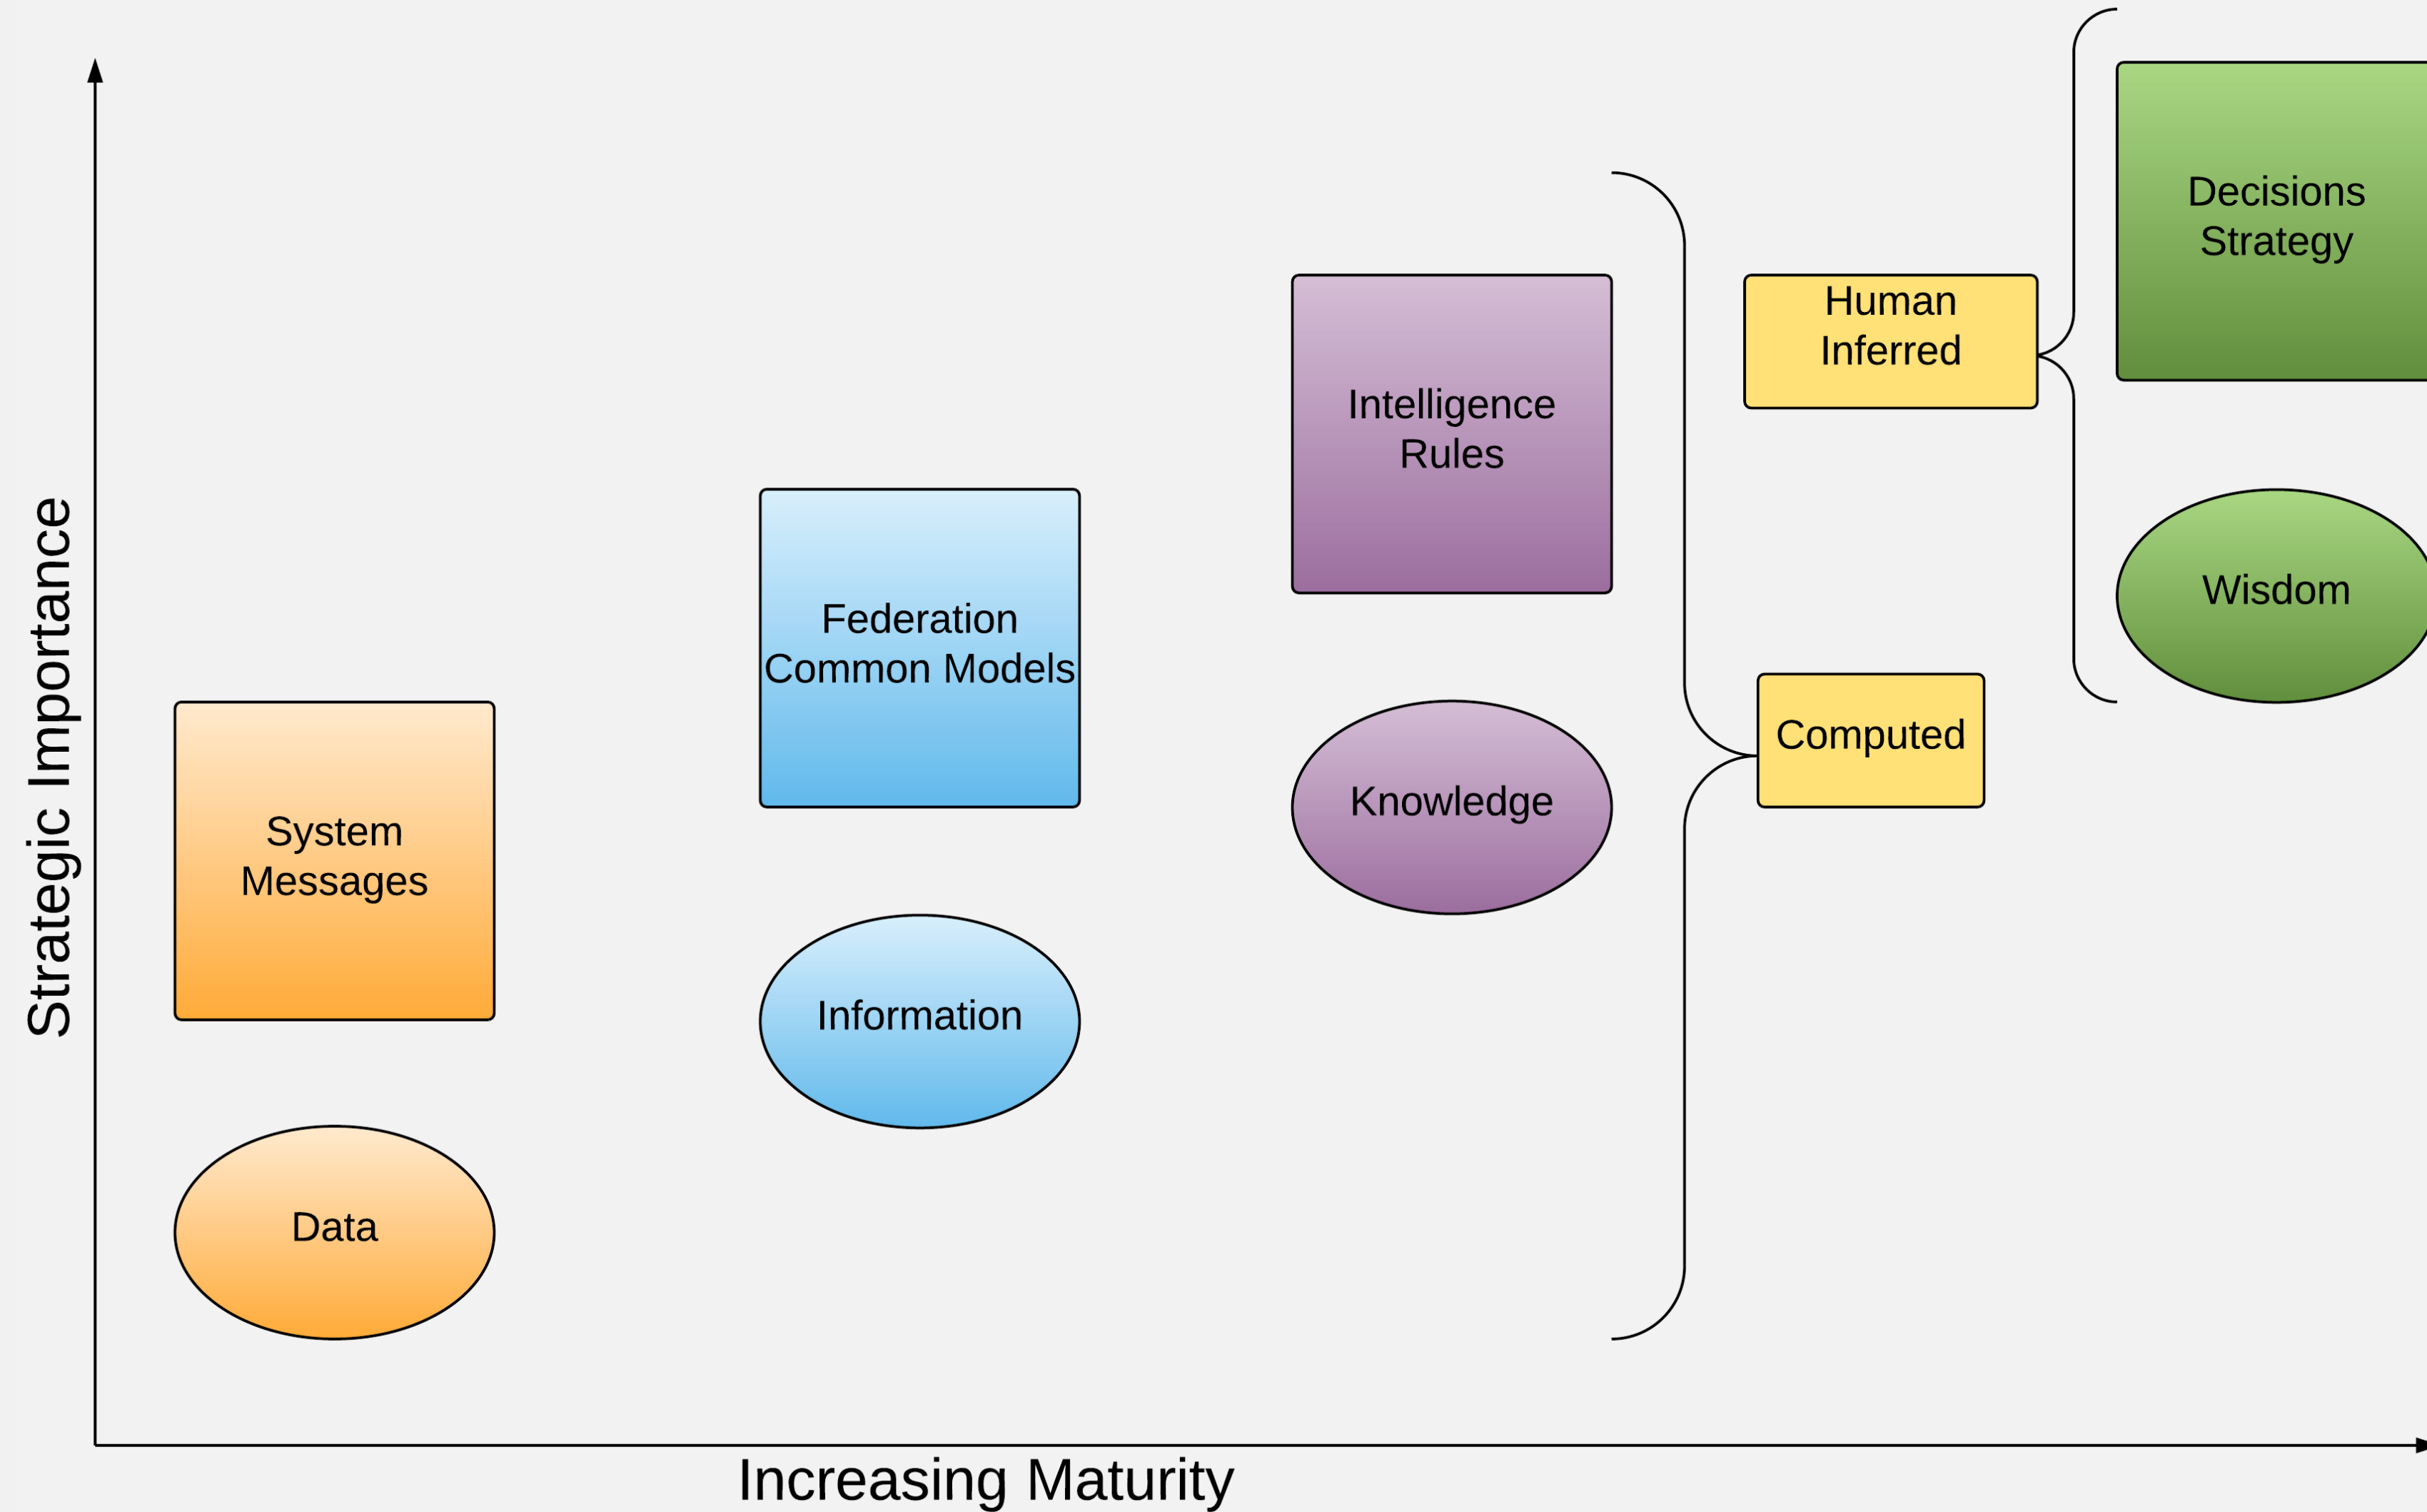 Decisions
Strategy
Human
Inferred
Intelligence
Rules
Wisdom
Federation
Common Models
Computed
Knowledge
System
Messages
Information
Data
Strategic Importance
Increasing Maturity